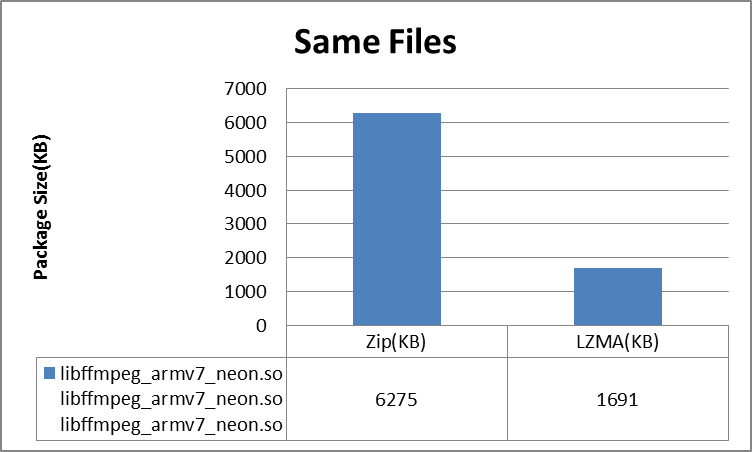 Same Files
Package Size(KB)
7000
6000
5000
4000
3000
2000
1000
0
Zip(KB)
LZMA(KB)
libffmpeg_armv7_neon.so
libffmpeg_armv7_neon.so
libffmpeg_armv7_neon.so
6275
1691